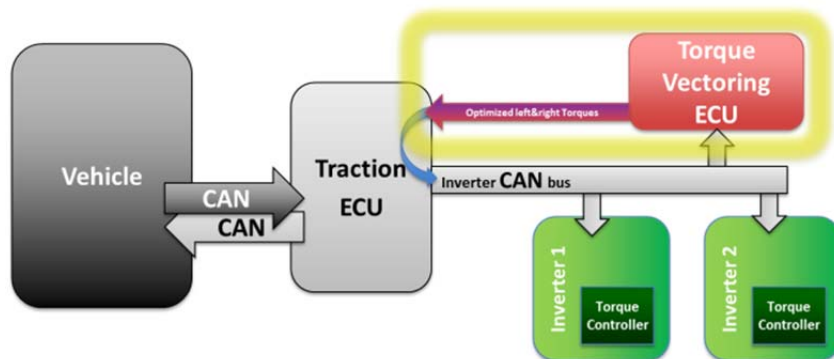 Torque
Vectoring
ECU
Optimized left&right Torques
Vehicle
Traction
ECU
CAN
CAN
Inverter CAN bus
Inverter 1
Torque
Controller
Inverter 2
Torque
Controller